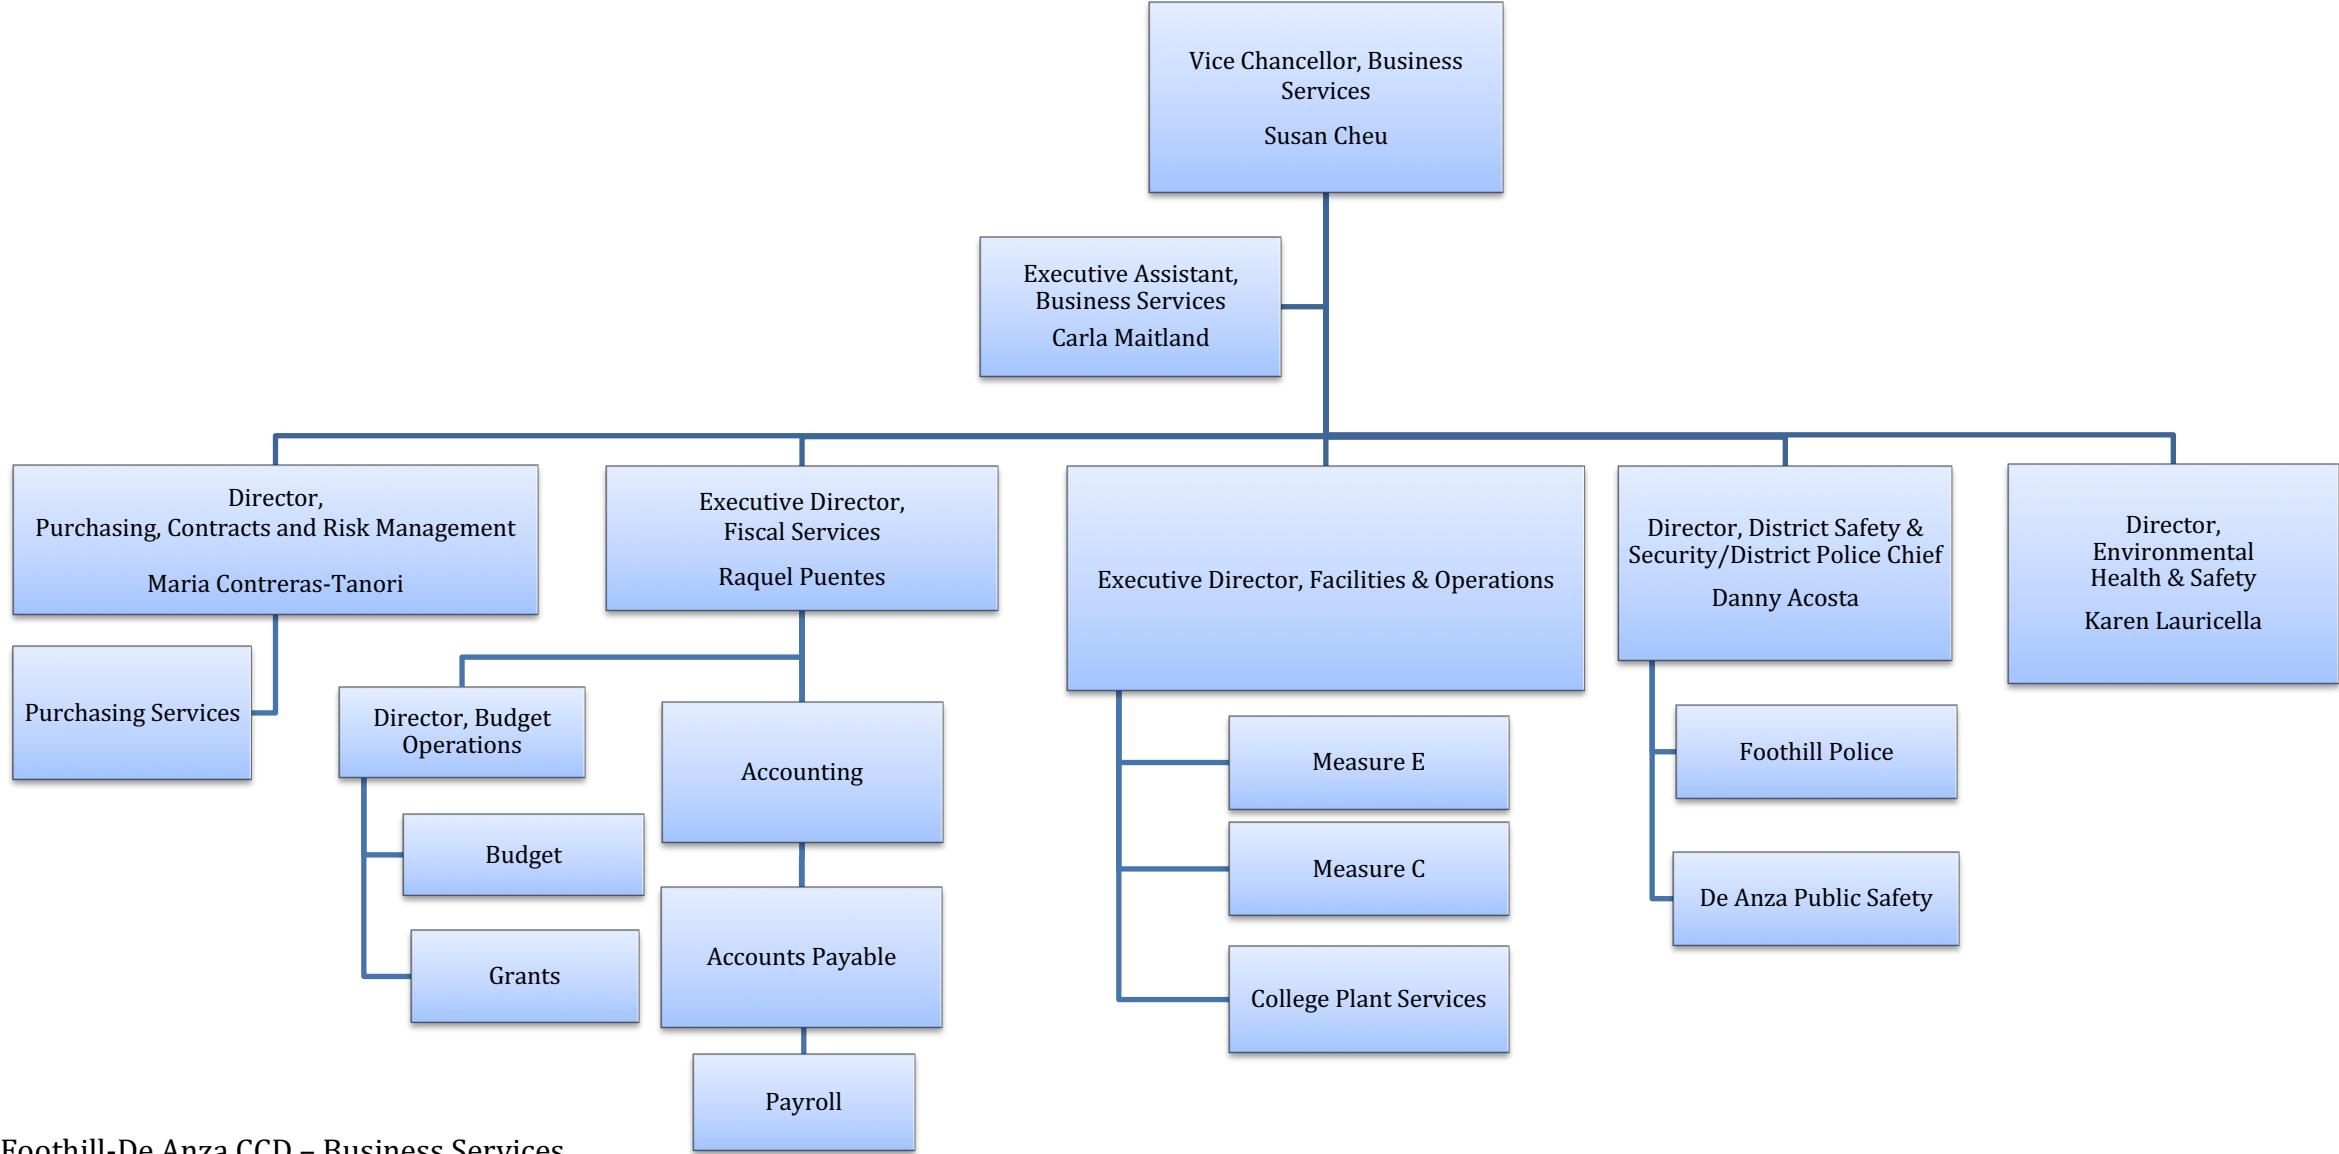 Vice Chancellor, Business
Services
Susan Cheu
Executive Assistant,
Business Services
Carla Maitland
Director,
Purchasing, Contracts and Risk Management
Maria Contreras-Tanori
Executive Director,
Fiscal Services
Raquel Puentes
Executive Director, Facilities & Operations
Director, District Safety &
Security/District Police Chief
Danny Acosta
Director,
Environmental
Health & Safety
Karen Lauricella
Purchasing Services
Director, Budget
Operations
Budget
Grants
Accounting
Accounts Payable
Payroll
Measure E
Measure C
College Plant Services
Foothill Police
De Anza Public Safety
Foothill-De Anza CCD – Business Services